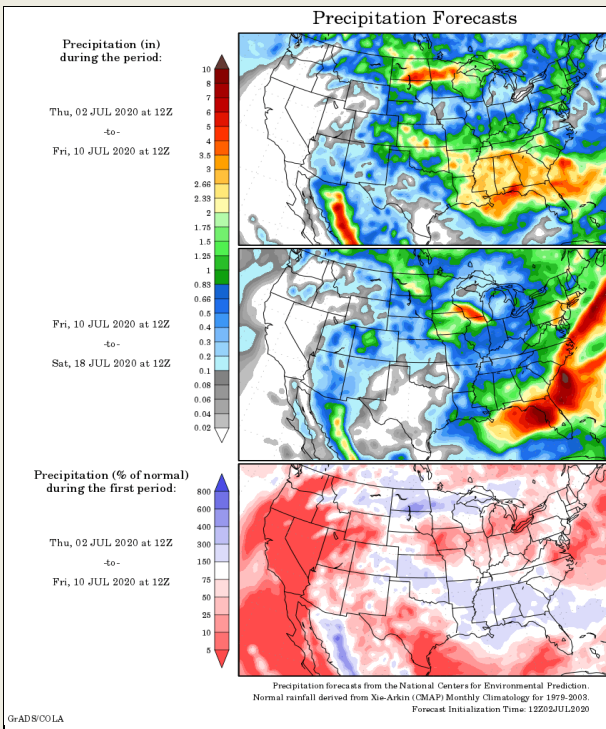 Precipitation Forecasts
Precipitation (in)
during the period:
Thu, 02 JUL 2020 at 12Z
-to-
Fri, 10 JUL 2020 at 12Z
10
8
7
6
5
4
3.5
3
2.66
2.33
2
1.75
1.5
1.25
1
0.83
0.66
0.5
0.4
0.3
0.2
0.1
0.08
0.06
0.04
0.02
Fri, 10 JUL 2020 at 12Z
-to-
Sat, 18 JUL 2020 at 12Z
Precipitation (% of normal)
during the first period:
Thu, 02 JUL 2020 at 12Z
-to-
Fri, 10 JUL 2020 at 12Z
800
600
400
300
150
75
50
25
10
5
Precipitation forecasts from the National Centers for Environmental Prediction.
Normal rainfall derived from Xie-Arkin (CMAP) Monthly Climatology for 1979-2003.
Forecast Initialization Time: 12Z02JUL2020
GrADS/COLA